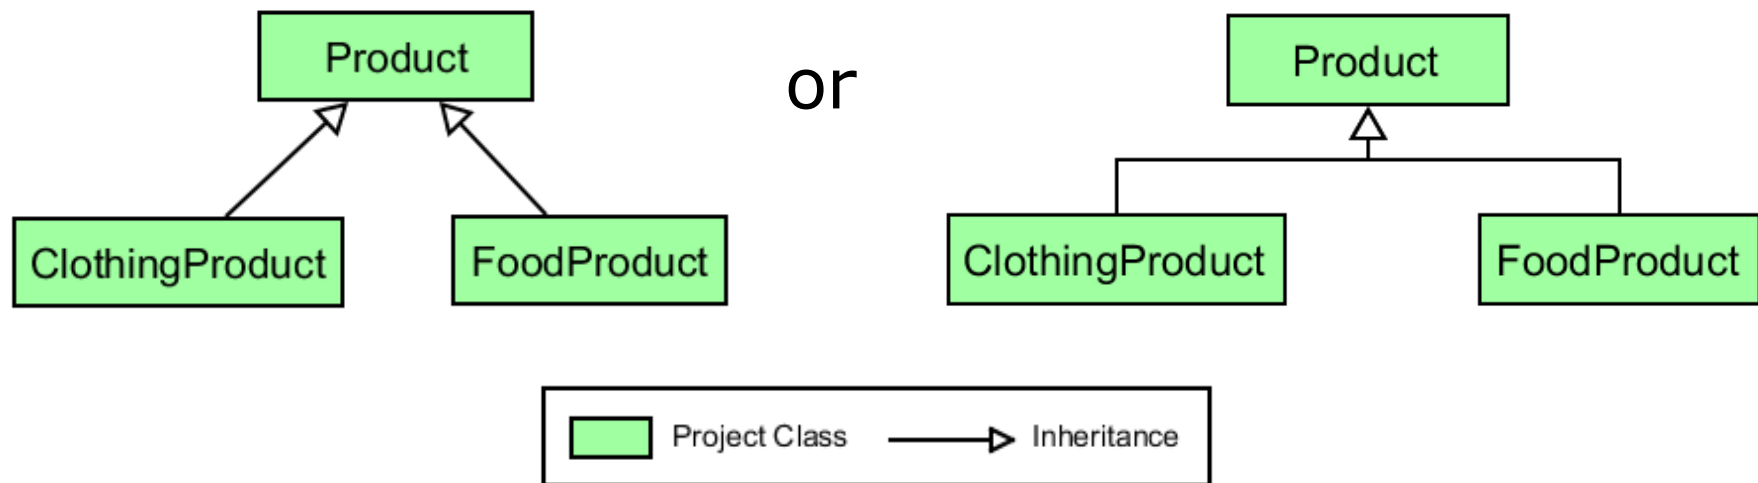 Product
or
Product
ClothingProduct
FoodProduct
ClothingProduct
FoodProduct
Project Class
Inheritance